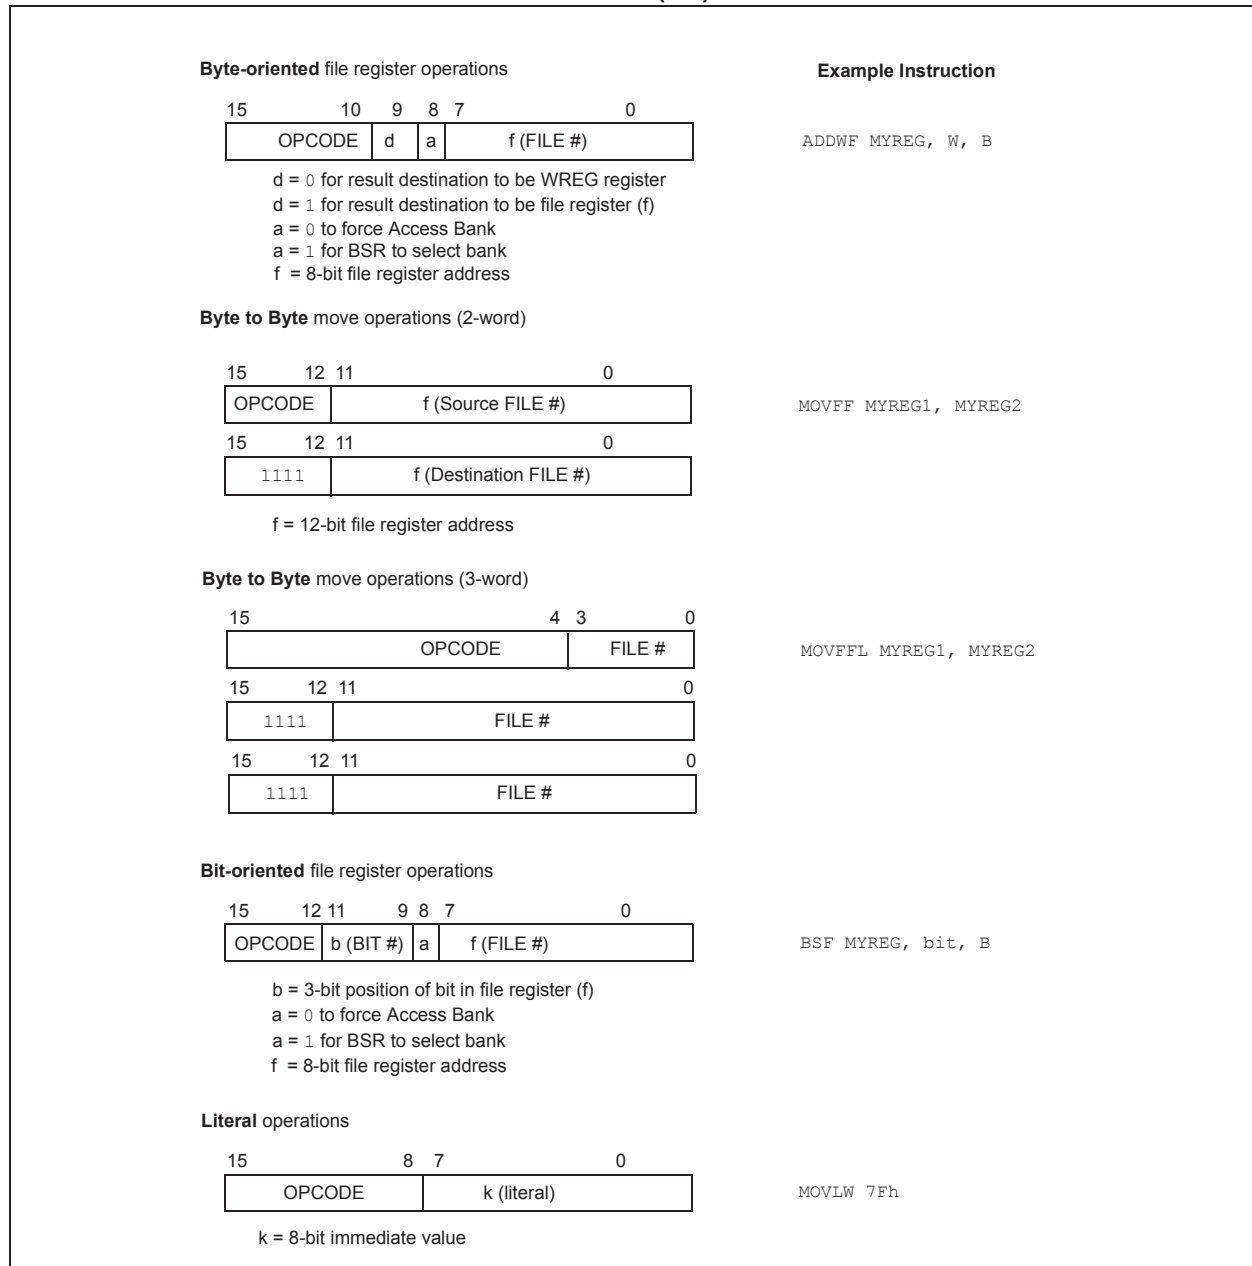 Byte-oriented file register operations
Example Instruction
15 10 9 8 7 0
OPCODE d a f (FILE #)
ADDWF MYREG, W, B
d = 0 for result destination to be WREG register
d = 1 for result destination to be file register (f)
a = 0 to force Access Bank
a = 1 for BSR to select bank
f = 8-bit file register address
Byte to Byte move operations (2-word)
15 12 11 0
OPCODE f (Source FILE #)
MOVFF MYREG1, MYREG2
15 12 11 0
1111 f (Destination FILE #)
f = 12-bit file register address
Byte to Byte move operations (3-word)
15 4 3 0
OPCODE FILE #
MOVFFL MYREG1, MYREG2
15 12 11 0
1111 FILE #
15 12 11 0
1111 FILE #
Bit-oriented file register operations
15 12 11 9 8 7 0
OPCODE b (BIT #) a f (FILE #)
BSF MYREG, bit, B
b = 3-bit position of bit in file register (f)
a = 0 to force Access Bank
a = 1 for BSR to select bank
f = 8-bit file register address
Literal operations
15 8 7 0
OPCODE k (literal)
MOVLW 7Fh
k = 8-bit immediate value